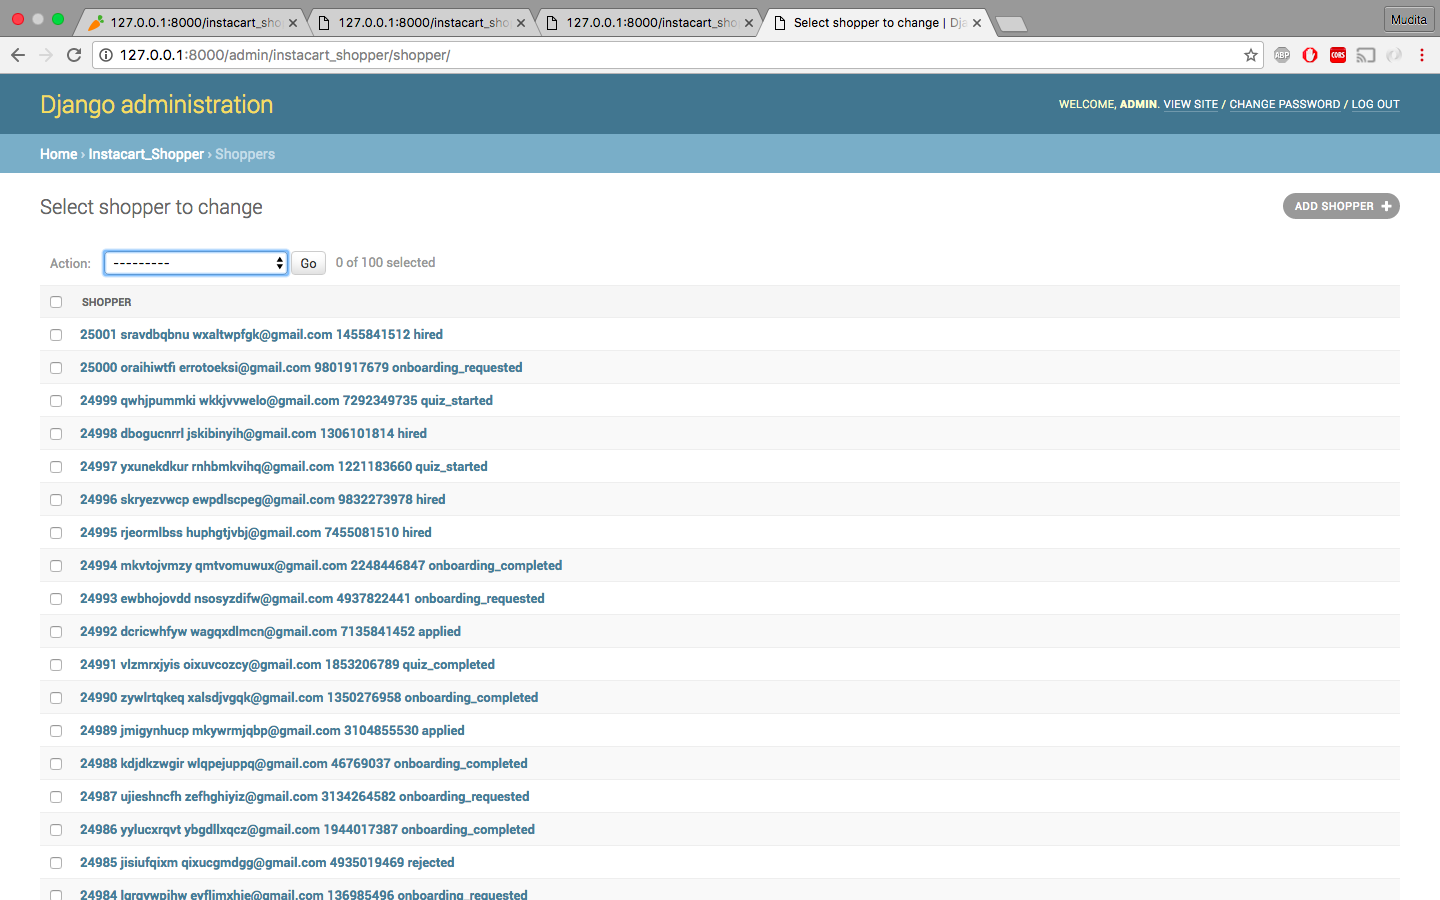 127.0.0.1:8000/instacart_sho
127.0.0.1:8000/instacart_sho
127.0.0.1:8000/instacart_sho
Select shopper to change | Dja
Mudita
127.0.0.1:8000/admin/instacart_shopper/shopper/
ABP
CORS
Django administration
WELCOME, ADMIN. VIEW SITE / CHANGE PASSWORD / LOG OUT
Home › Instacart_Shopper › Shoppers
Select shopper to change
ADD SHOPPER +
Action: --------- Go 0 of 100 selected
SHOPPER
25001 sravdbqbnu wxaltwpfgk@gmail.com 1455841512 hired
25000 oraihiwtfi errotoeksi@gmail.com 9801917679 onboarding_requested
24999 qwhjpummki wkkjvvwelo@gmail.com 7292349735 quiz_started
24998 dbogucnrrl jskibinyih@gmail.com 1306101814 hired
24997 yxunekdkur rnhbmkvihq@gmail.com 1221183660 quiz_started
24996 skryezvwcp ewpdlscpeg@gmail.com 9832273978 hired
24995 rjeormlbss huphgtjvbj@gmail.com 7455081510 hired
24994 mkvtojvmzy qmtvomuwux@gmail.com 2248446847 onboarding_completed
24993 ewbhojovdd nsosyzdifw@gmail.com 4937822441 onboarding_requested
24992 dcricwhfyw wagqxdlmcn@gmail.com 7135841452 applied
24991 vlzmrxjyis oixuvcozcy@gmail.com 1853206789 quiz_completed
24990 zywlrtqkeq xalsdjvgqk@gmail.com 1350276958 onboarding_completed
24989 jmigynhucp mkywrmjqbp@gmail.com 3104855530 applied
24988 kdjdkzwgir wlqpejuppq@gmail.com 46769037 onboarding_completed
24987 ujieshncfh zefhghiyiz@gmail.com 3134264582 onboarding_requested
24986 yylucxrqvt ybgdllxqcz@gmail.com 1944017387 onboarding_completed
24985 jisiufqixm qixucgmdgg@gmail.com 4935019469 rejected
24984 lgrgvwpihw eyflimxhie@gmail.com 136985496 onboarding_requested